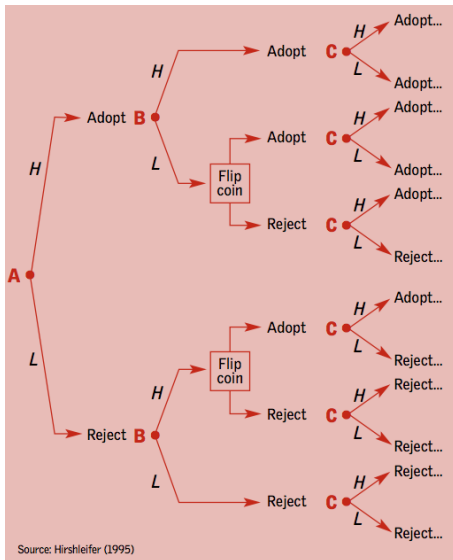 Adopt...
H
Adopt C
H
L
Adopt...
Adopt...
Adopt B
H
Adopt C
L
L
Flip
coin
Adopt...
H
Adopt...
H
Reject C
L
Reject...
A
Adopt...
H
Adopt C
L
L
Flip
coin
Reject...
Reject...
H
H
Reject B
Reject C
L
Reject...
L
Reject...
H
Reject C
L
Reject...
Source: Hirshleifer (1995)